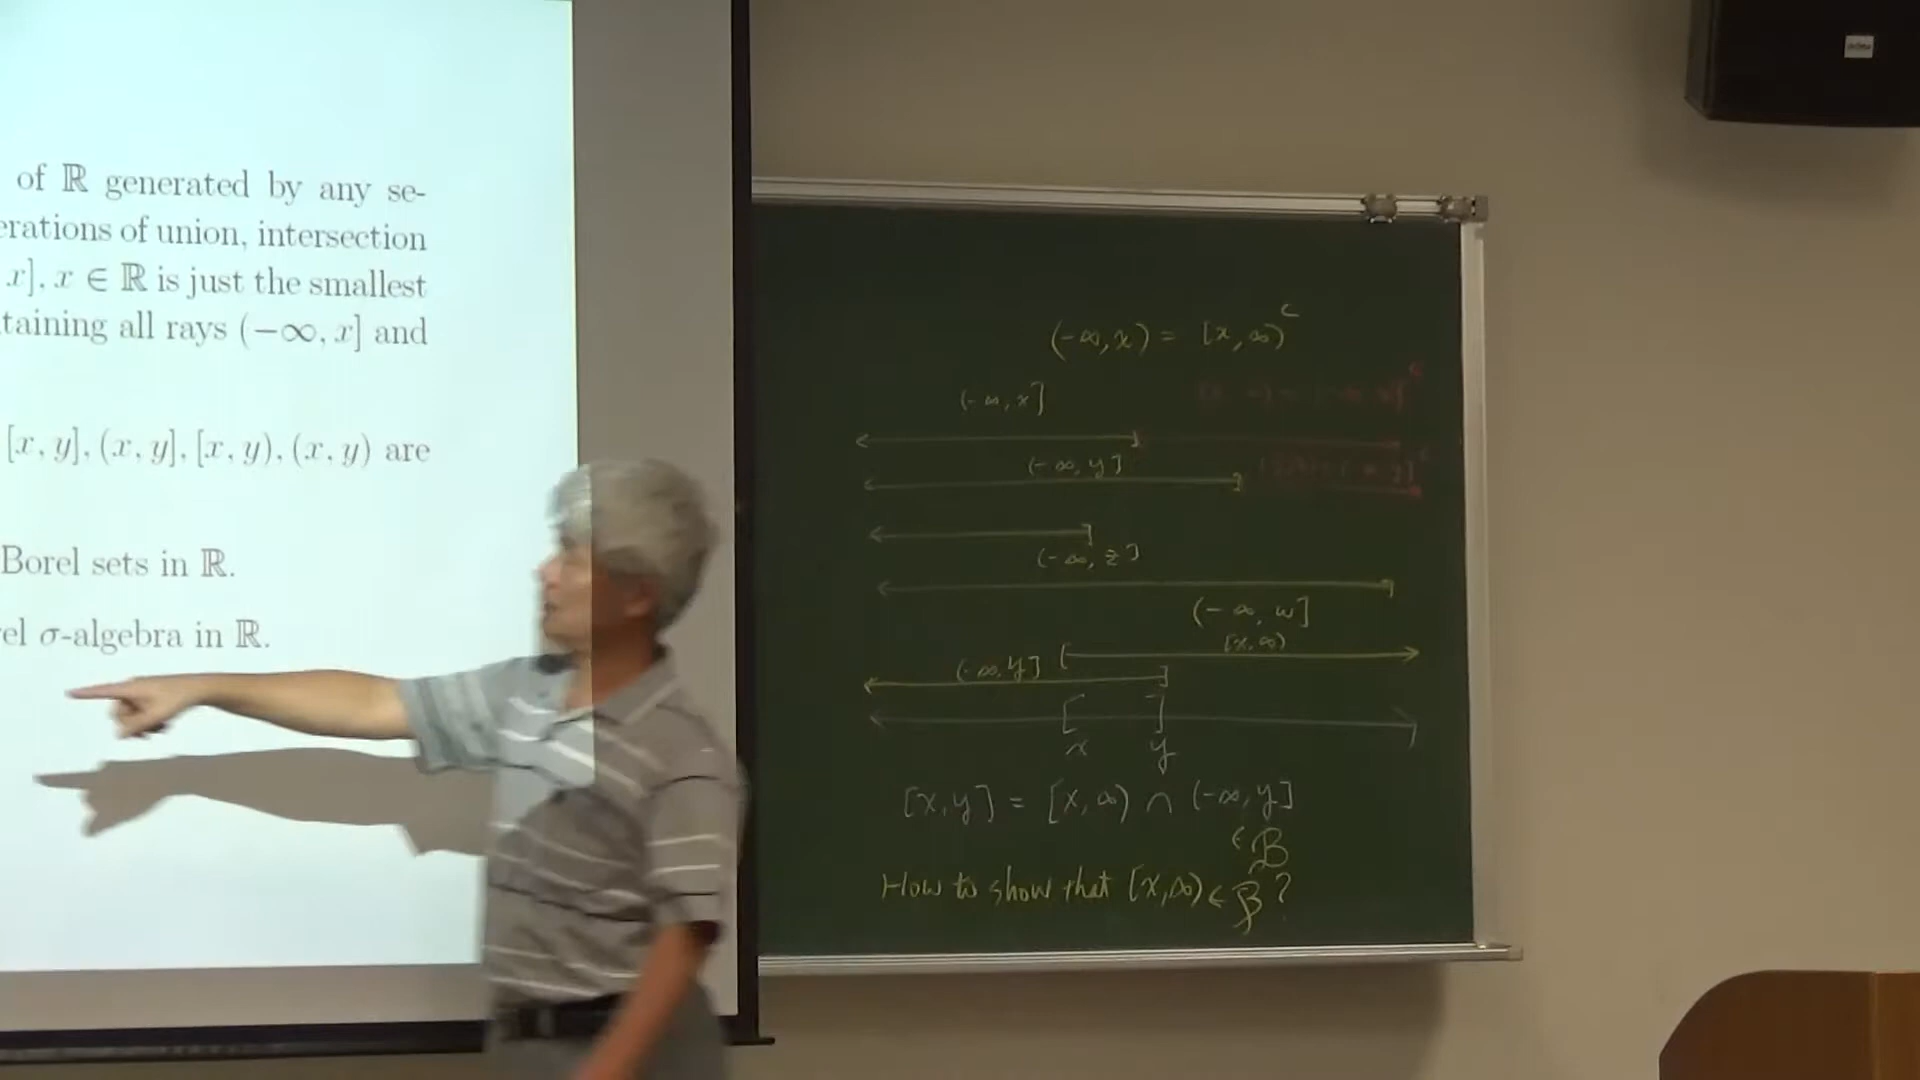 of ℝ generated by any se-
erations of union, intersection
x], x ∈ ℝ is just the smallest
taining all rays (−∞, x] and
[x, y], (x, y], [x, y), (x, y) are
Borel sets in ℝ.
el σ-algebra in ℝ.
(-∞, x) = [x, ∞)ᶜ
(-∞, x]
(-∞, y]
(-∞, z]
(-∞, w]
[x, ∞)
(-∞, y]
[ ]
x y
[x, y] = [x, ∞) ∩ (-∞, y]
∈ B
How to show that [x, ∞) ∈ B ?